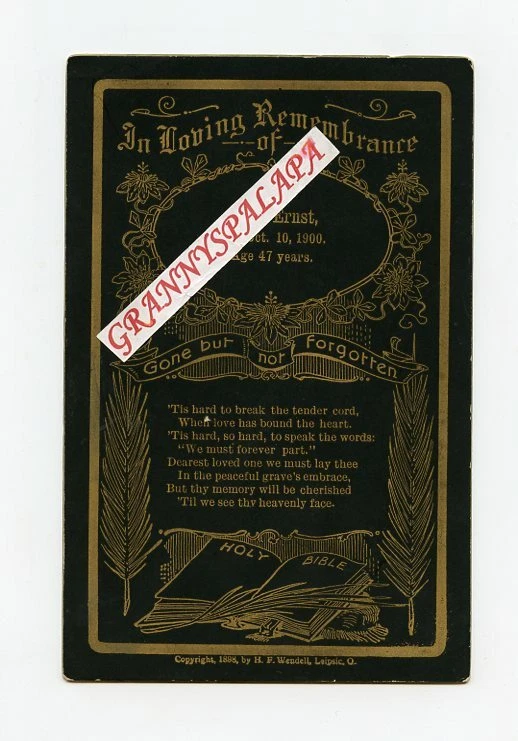 In Loving Remembrance
of
Ernst,
Oct. 10, 1900.
Age 47 years.
GRANNYSPALAPA
Gone but not Forgotten
'Tis hard to break the tender cord,
When love has bound the heart.
'Tis hard, so hard, to speak the words:
"We must forever part."
Dearest loved one we must lay thee
In the peaceful grave's embrace,
But thy memory will be cherished
'Til we see thy heavenly face.
HOLY BIBLE
Copyright, 1898, by H. F. Wendell, Leipsic, O.